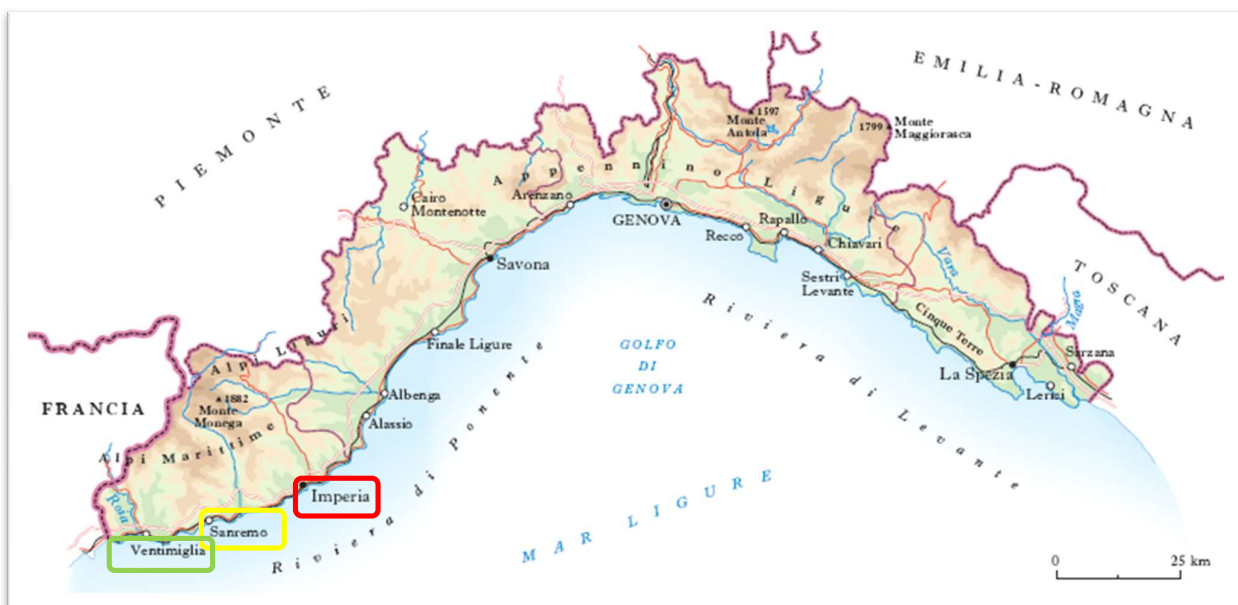 PIEMONTE
EMILIA-ROMAGNA
1597
Monte
Antola
1799
Monte
Maggiorasca
Appennino Ligure
Cairo
Montenotte
Arenzano
GENOVA
Recco
Rapallo
Chiavari
Sestri
Levante
Vara
TOSCANA
Magra
Savona
Cinque Terre
Sarzana
La Spezia
Lerici
Riviera di Levante
GOLFO
DI
GENOVA
Finale Ligure
Alpi Liguri
Albenga
Alassio
FRANCIA
1882
Monte
Monega
Alpi Marittime
Riviera di Ponente
Imperia
Roia
Sanremo
Ventimiglia
MAR LIGURE
0 25 km